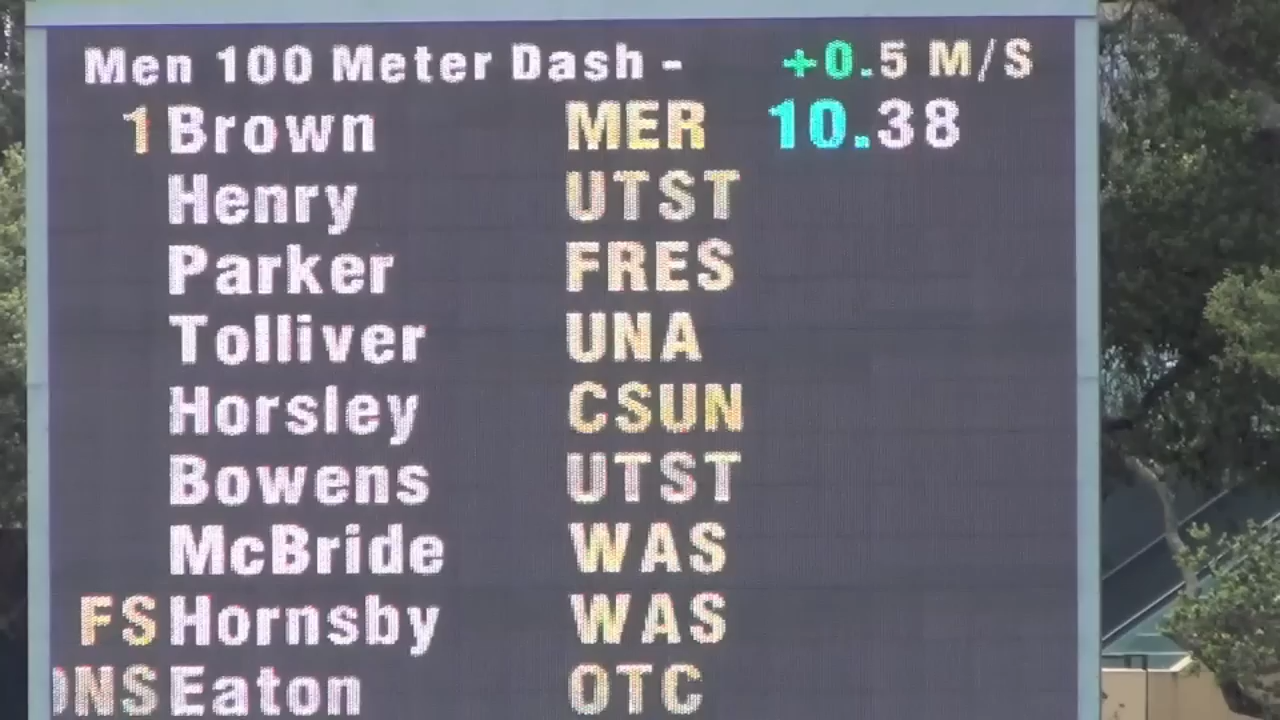 Men 100 Meter Dash - +0.5 M/S
1 Brown MER 10.38
Henry UTST
Parker FRES
Tolliver UNA
Horsley CSUN
Bowens UTST
McBride WAS
FS Hornsby WAS
DNS Eaton OTC